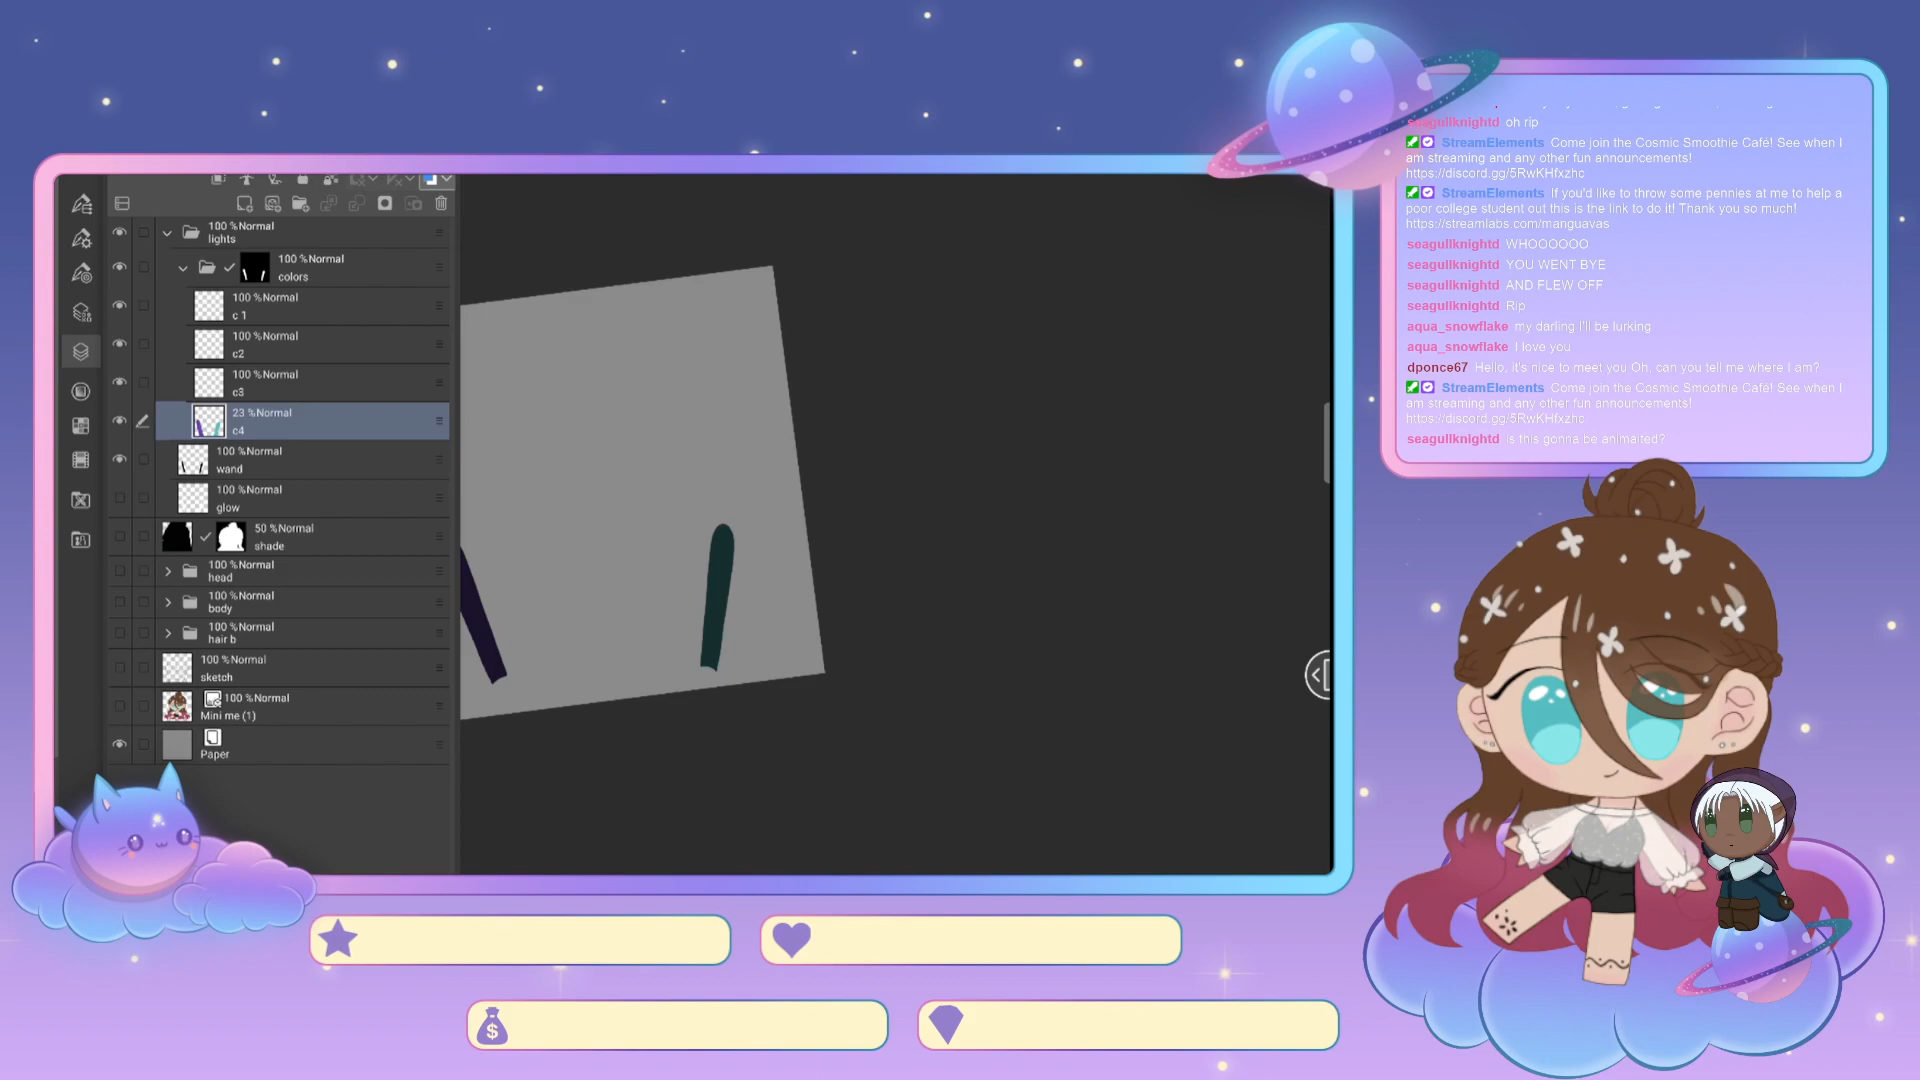 100 %Normal
lights
100 %Normal
colors
100 %Normal
c 1
100 %Normal
c2
100 %Normal
c3
23 %Normal
c4
100 %Normal
wand
100 %Normal
glow
50 %Normal
shade
100 %Normal
head
100 %Normal
body
100 %Normal
hair b
100 %Normal
sketch
100 %Normal
Mini me (1)
Paper
seagullknightd oh rip
StreamElements Come join the Cosmic Smoothie Café! See when I
am streaming and any other fun announcements!
https://discord.gg/5RwKHfxzhc
StreamElements If you'd like to throw some pennies at me to help a
poor college student out this is the link to do it! Thank you so much!
https://streamlabs.com/manguavas
seagullknightd WHOOOOOO
seagullknightd YOU WENT BYE
seagullknightd AND FLEW OFF
seagullknightd Rip
aqua_snowflake my darling I'll be lurking
aqua_snowflake I love you
dponce67 Hello, it's nice to meet you Oh, can you tell me where I am?
StreamElements Come join the Cosmic Smoothie Café! See when I
am streaming and any other fun announcements!
https://discord.gg/5RwKHfxzhc
seagullknightd is this gonna be animaited?
$